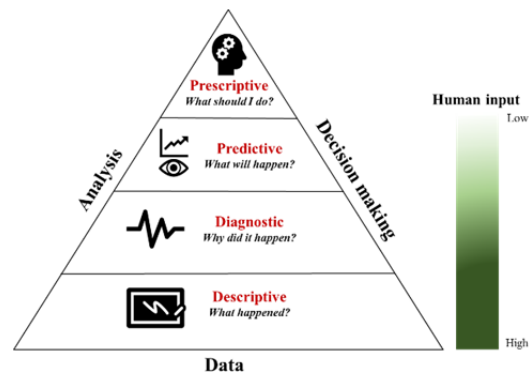 Prescriptive
What should I do?
Predictive
What will happen?
Diagnostic
Why did it happen?
Descriptive
What happened?
Analysis
Decision making
Data
Human input
Low
High